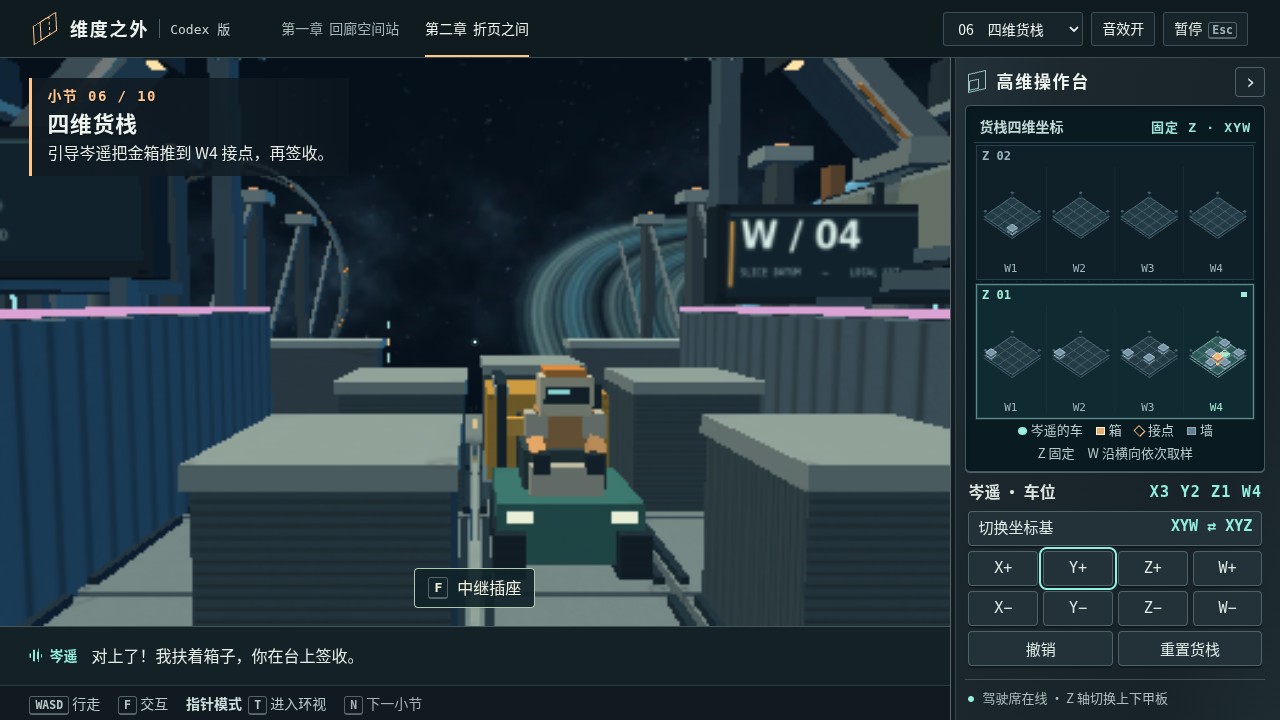 维度之外
Codex 版
第一章 回廊空间站
第二章 折页之间
06 四维货栈
音效开
暂停 Esc
小节 06 / 10
四维货栈
引导岑遥把金箱推到 W4 接点，再签收。
W / 04
SLICE DATUM
F 中继插座
岑遥 对上了！我扶着箱子，你在台上签收。
WASD 行走 F 交互 指针模式 T 进入环视 N 下一小节
高维操作台
货栈四维坐标 固定 Z · XYW
Z 02
W1 W2 W3 W4
Z 01
W1 W2 W3 W4
岑遥的车 箱 接点 墙
Z 固定 W 沿横向依次取样
岑遥 • 车位 X3 Y2 Z1 W4
切换坐标基 XYW ⇄ XYZ
X+ Y+ Z+ W+
X− Y− Z− W−
撤销 重置货栈
驾驶席在线 • Z 轴切换上下甲板